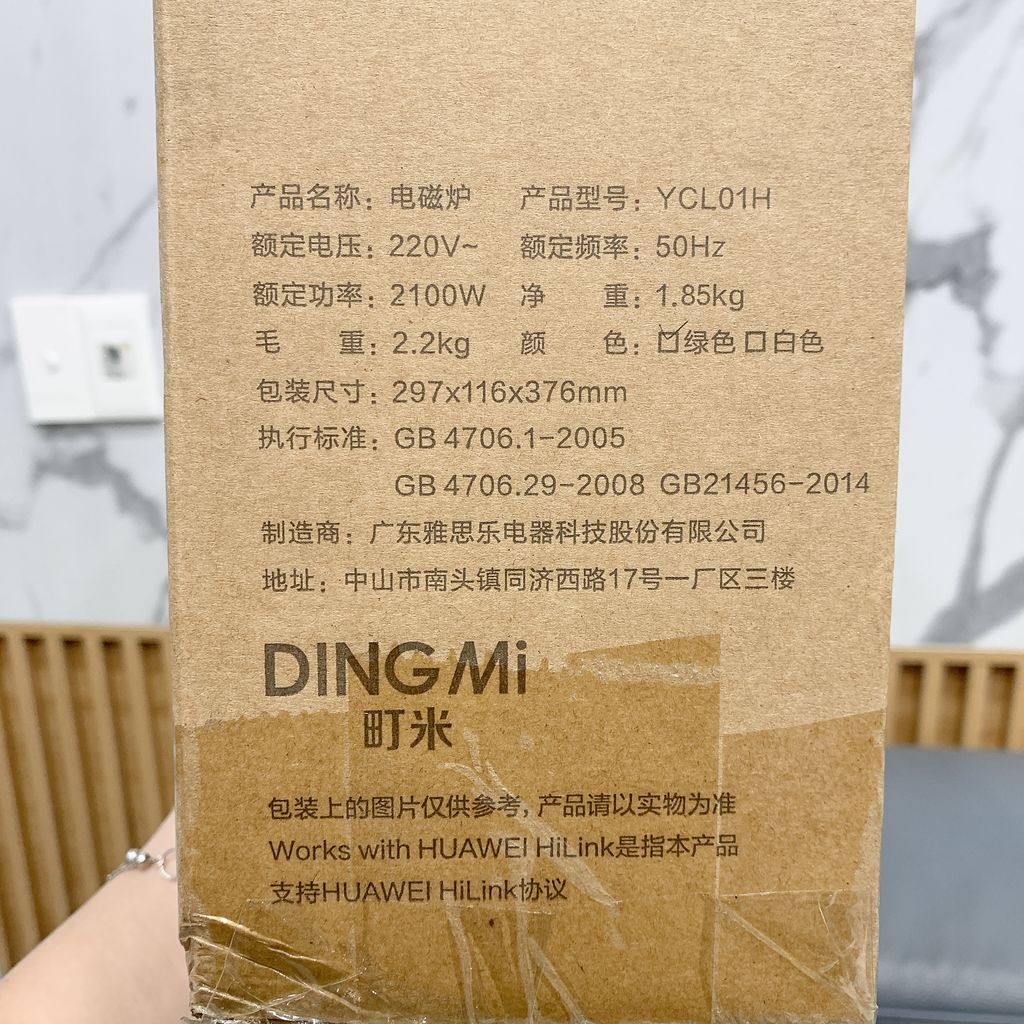 产品名称：电磁炉 产品型号：YCL01H
额定电压：220V~ 额定频率：50Hz
额定功率：2100W 净 重：1.85kg
毛 重：2.2kg 颜 色：☑绿色 口白色
包装尺寸：297x116x376mm
执行标准：GB 4706.1-2005
GB 4706.29-2008 GB21456-2014
制造商：广东雅思乐电器科技股份有限公司
地址：中山市南头镇同济西路17号一厂区三楼
DINGMi
町米
包装上的图片仅供参考, 产品请以实物为准
Works with HUAWEI HiLink是指本产品
支持HUAWEI HiLink协议